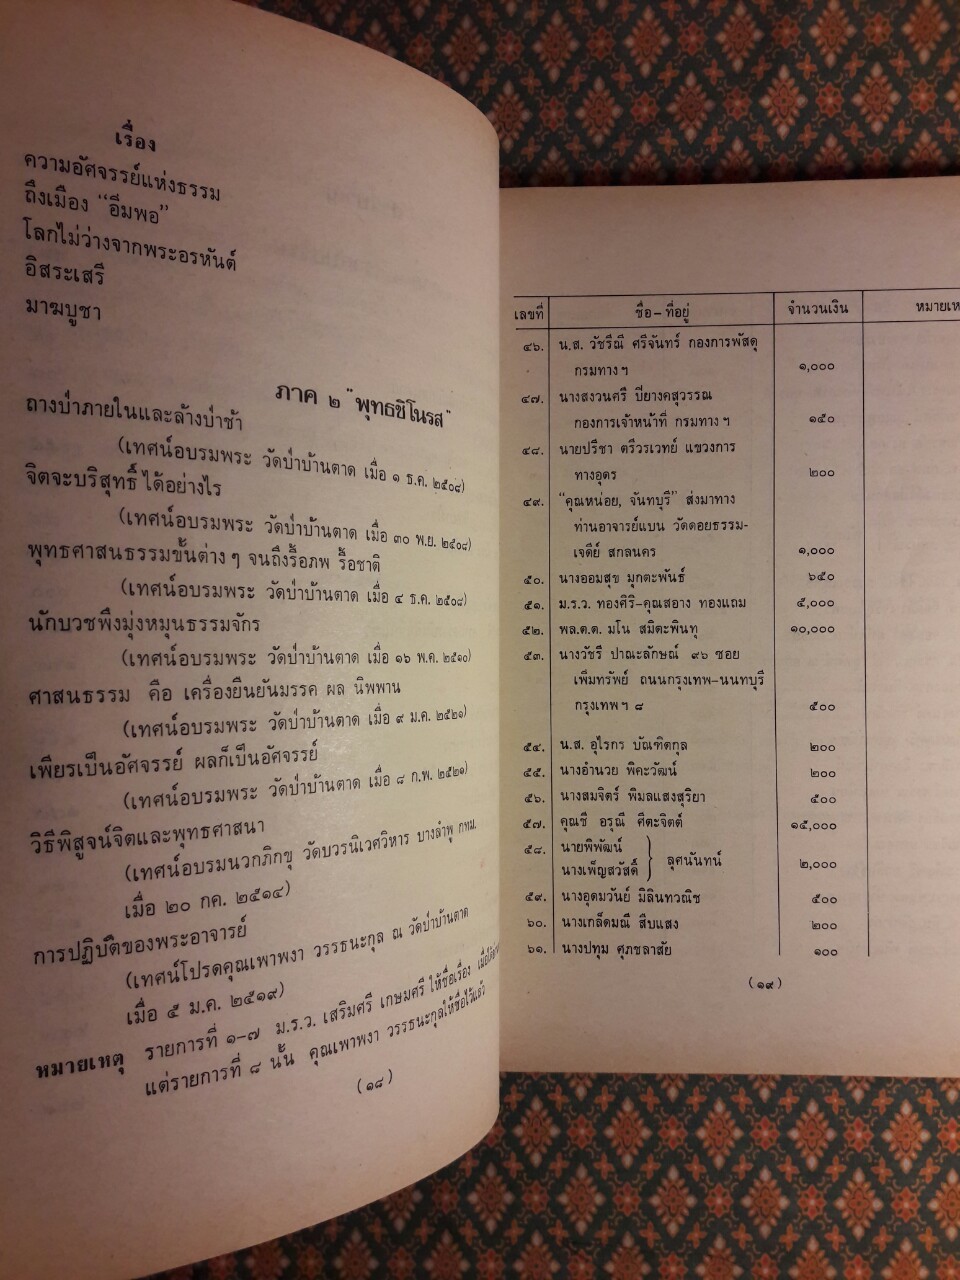 เรื่อง
ความอัศจรรย์แห่งธรรม
ถึงเมือง “อิ่มพอ”
โลกไม่ว่างจากพระอรหันต์
อิสระเสรี
มาฆบูชา
ภาค ๒ “พุทธชิโนรส”
ถางป่าภายในและล้างป่าช้า
(เทศน์อบรมพระ วัดป่าบ้านตาด เมื่อ ๑ ธ.ค. ๒๕๐๘)
จิตจะบริสุทธิ์ได้อย่างไร
(เทศน์อบรมพระ วัดป่าบ้านตาด เมื่อ ๓๐ พ.ย. ๒๕๐๘)
พุทธศาสนธรรมขั้นต่าง ๆ จนถึงรื้อภพ รื้อชาติ
(เทศน์อบรมพระ วัดป่าบ้านตาด เมื่อ ๔ ธ.ค. ๒๕๐๘)
นักบวชพึงมุ่งหมุนธรรมจักร
(เทศน์อบรมพระ วัดป่าบ้านตาด เมื่อ ๑๖ พ.ค. ๒๕๑๐)
ศาสนธรรม คือ เครื่องยืนยันมรรค ผล นิพพาน
(เทศน์อบรมพระ วัดป่าบ้านตาด เมื่อ ๙ ม.ค. ๒๕๒๑)
เพียรเป็นอัศจรรย์ ผลก็เป็นอัศจรรย์
(เทศน์อบรมพระ วัดป่าบ้านตาด เมื่อ ๘ ก.พ. ๒๕๒๑)
วิธีพิสูจน์จิตและพุทธศาสนา
(เทศน์อบรมนวกภิกขุ วัดบวรนิเวศวิหาร บางลำพู กทม.
เมื่อ ๒๐ กค. ๒๕๑๔)
การปฏิบัติของพระอาจารย์
(เทศน์โปรดคุณเพาพงา วรรธนะกุล ณ วัดป่าบ้านตาด
เมื่อ ๕ ม.ค. ๒๕๑๙)
หมายเหตุ รายการที่ ๑–๗ ม.ร.ว. เสริมศรี เกษมศรี ให้ชื่อเรื่อง
แต่รายการที่ ๘ นั้น คุณเพาพงา วรรธนะกุลให้ชื่อไว้แล้ว
(๑๘)
เลขที่ ชื่อ–ที่อยู่ จำนวนเงิน หมายเห
๔๖. น.ส. วัชรีณี ศรีจันทร์ กองการพัสดุ
กรมทางฯ ๑,๐๐๐
๔๗. นางสงวนศรี ปิยางคสุวรรณ
กองการเจ้าหน้าที่ กรมทางฯ ๑๕๐
๔๘. นายปรีชา ตรีวรเวทย์ แขวงการ
ทางอุดร ๒๐๐
๔๙. “คุณหน่อย, จันทบุรี” ส่งมาทาง
ท่านอาจารย์แบน วัดดอยธรรม-
เจดีย์ สกลนคร ๑,๐๐๐
๕๐. นางออมสุข มุกตะพันธ์ ๖๕๐
๕๑. ม.ร.ว. ทองศิริ–คุณสอาง ทองแถม ๕,๐๐๐
๕๒. พล.ต.ต. มโน สมิตะพินทุ ๑๐,๐๐๐
๕๓. นางวัชรี ปาณะลักษณ์ ๙๖ ซอย
เพิ่มทรัพย์ ถนนกรุงเทพ–นนทบุรี
กรุงเทพฯ ๘ ๕๐๐
๕๔. น.ส. อุไรกร บัณฑิตกุล ๒๐๐
๕๕. นางอำนวย พิคะวัฒน์ ๒๐๐
๕๖. นางสมจิตร์ พิมลแสงสุริยา ๕๐๐
๕๗. คุณชี อรุณี ศีตะจิตต์ ๑๕,๐๐๐
๕๘. นายพิพัฒน์
นางเพ็ญสวัสดิ์ } ลุศนันทน์ ๒,๐๐๐
๕๙. นางอุดมวันย์ มิลินทวณิช ๕๐๐
๖๐. นางเกล็ดมณี สืบแสง ๒๐๐
๖๑. นางปทุม ศุภชลาสัย ๑๐๐
(๑๙)